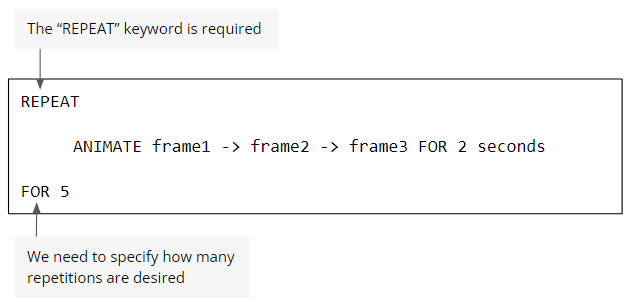 The “REPEAT” keyword is required
REPEAT
ANIMATE frame1 -> frame2 -> frame3 FOR 2 seconds
FOR 5
We need to specify how many
repetitions are desired